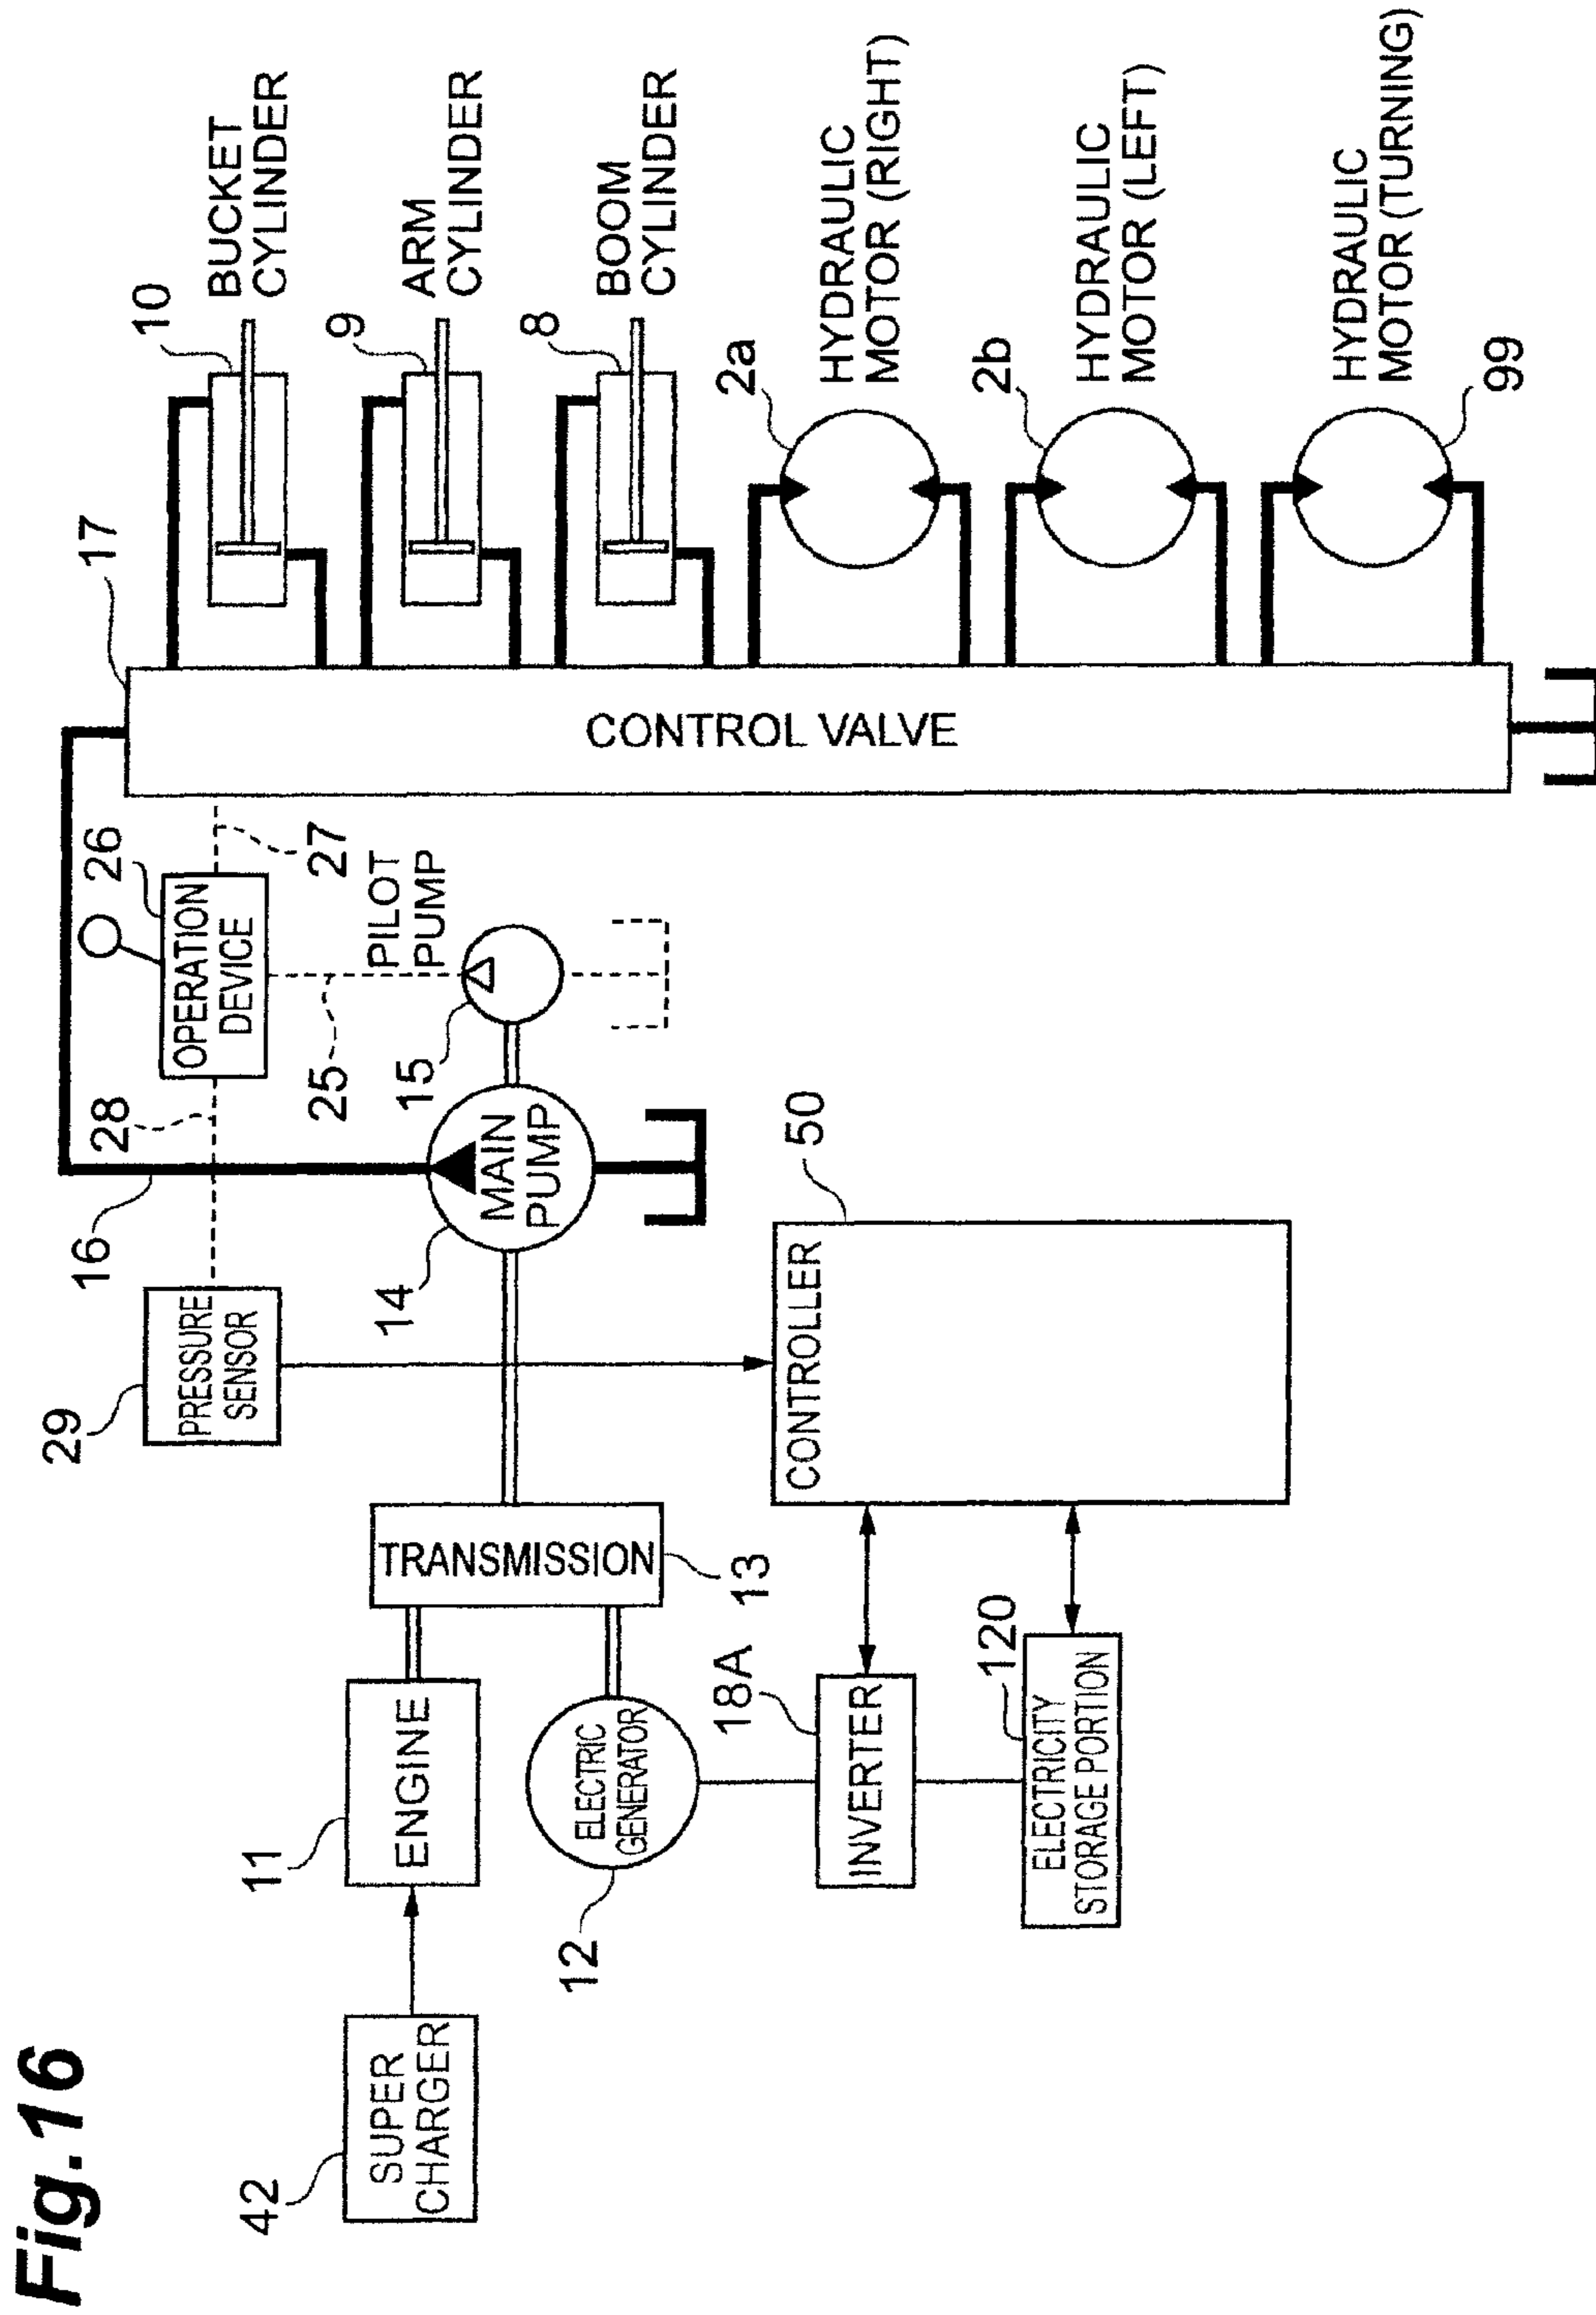 Fig.16
42
SUPER
CHARGER
11
ENGINE
12
ELECTRIC
GENERATOR
TRANSMISSION
13
18A
INVERTER
120
ELECTRICITY
STORAGE PORTION
29
PRESSURE
SENSOR
CONTROLLER
50
16
28
14
MAIN
PUMP
15
PILOT
PUMP
25
26
OPERATION
DEVICE
27
17
CONTROL VALVE
10
BUCKET
CYLINDER
9
ARM
CYLINDER
8
BOOM
CYLINDER
2a
HYDRAULIC
MOTOR (RIGHT)
2b
HYDRAULIC
MOTOR (LEFT)
99
HYDRAULIC
MOTOR (TURNING)